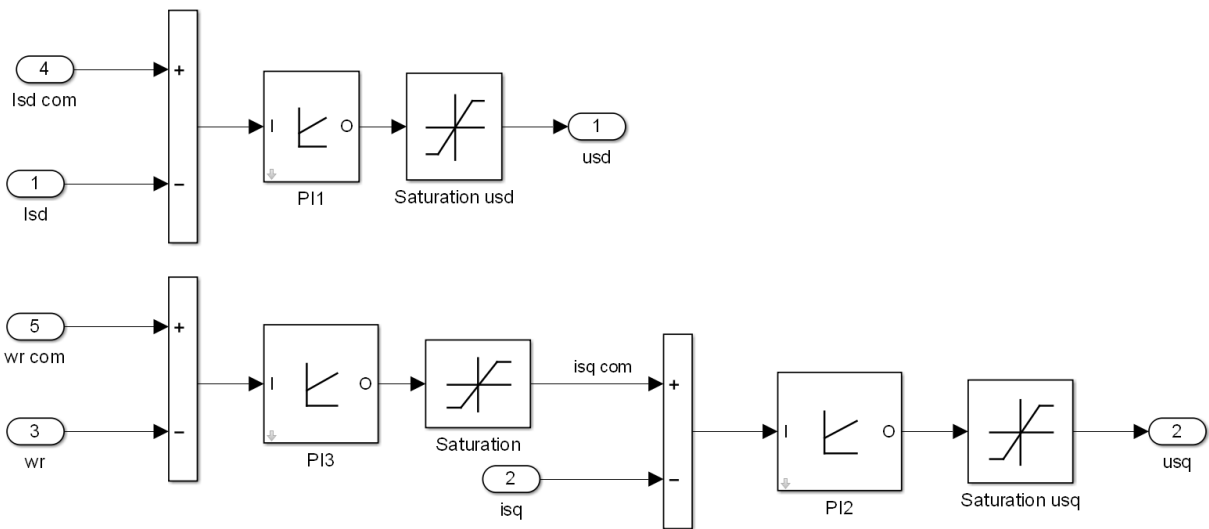 4
+
Isd com
I
O
1
PI1
Saturation usd
usd
1
−
Isd
5
+
wr com
I
O
isq com
+
3
−
wr
PI3
Saturation
2
−
isq
I
O
2
PI2
Saturation usq
usq